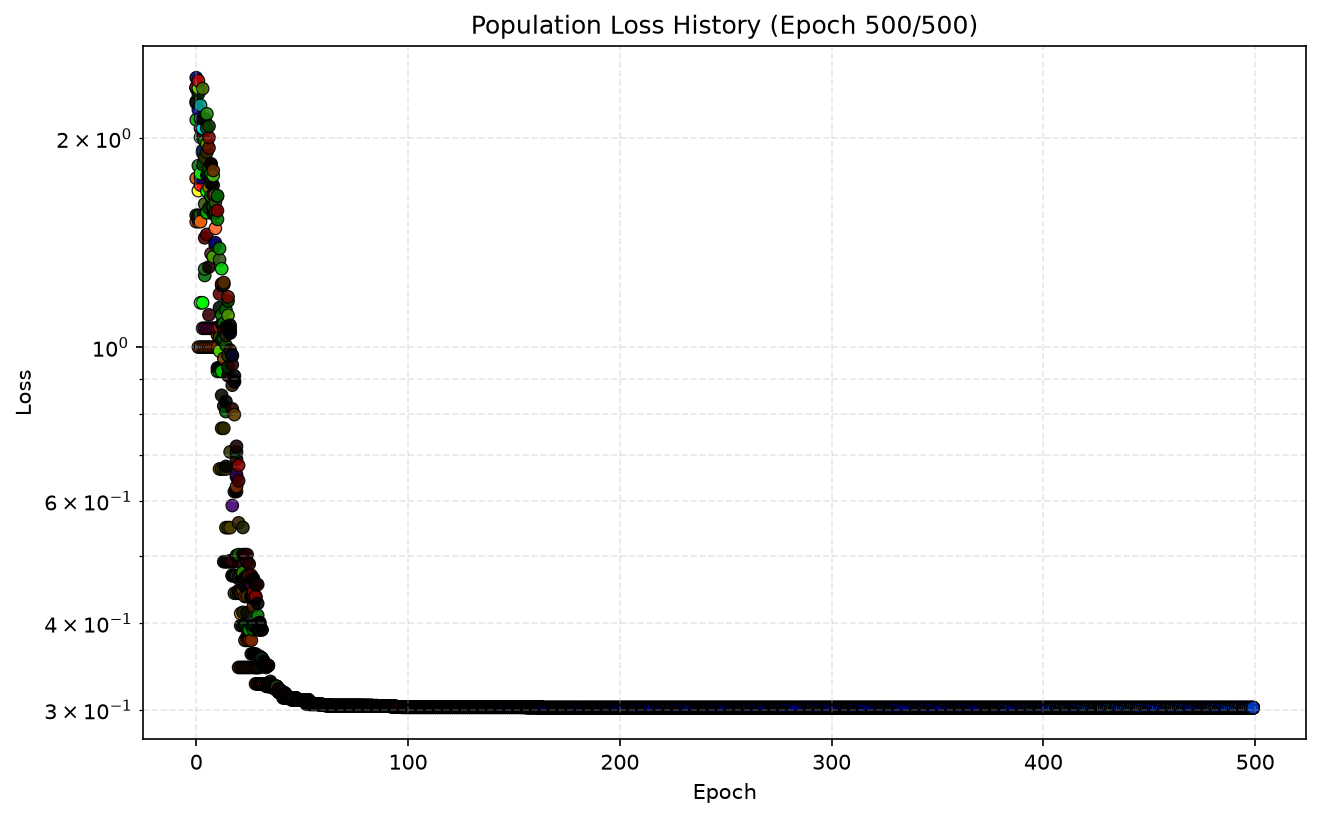 Population Loss History (Epoch 500/500)
Loss
2 × 10⁰
10⁰
6 × 10⁻¹
4 × 10⁻¹
3 × 10⁻¹
0 100 200 300 400 500
Epoch